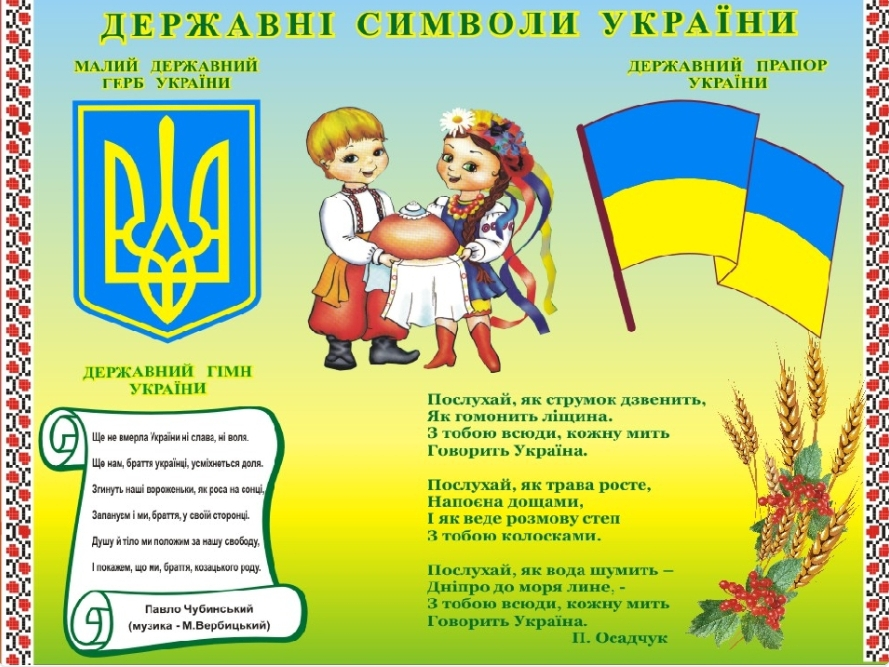 ДЕРЖАВНІ СИМВОЛИ УКРАЇНИ
МАЛИЙ ДЕРЖАВНИЙ
ГЕРБ УКРАЇНИ
ДЕРЖАВНИЙ ПРАПОР
УКРАЇНИ
ДЕРЖАВНИЙ ГІМН
УКРАЇНИ
Ще не вмерла України ні слава, ні воля.
Ще нам, браття українці, усміхнеться доля.
Згинуть наші вороженьки, як роса на сонці,
Запануєм і ми, браття, у своїй сторонці.
Душу й тіло ми положим за нашу свободу,
І покажем, що ми, браття, козацького роду.
Павло Чубинський
(музика - М.Вербицький)
Послухай, як струмок дзвенить,
Як гомонить ліщина.
З тобою всюди, кожну мить
Говорить Україна.
Послухай, як трава росте,
Напоєна дощами,
І як веде розмову степ
З тобою колосками.
Послухай, як вода шумить –
Дніпро до моря лине, -
З тобою всюди, кожну мить
Говорить Україна.
П. Осадчук